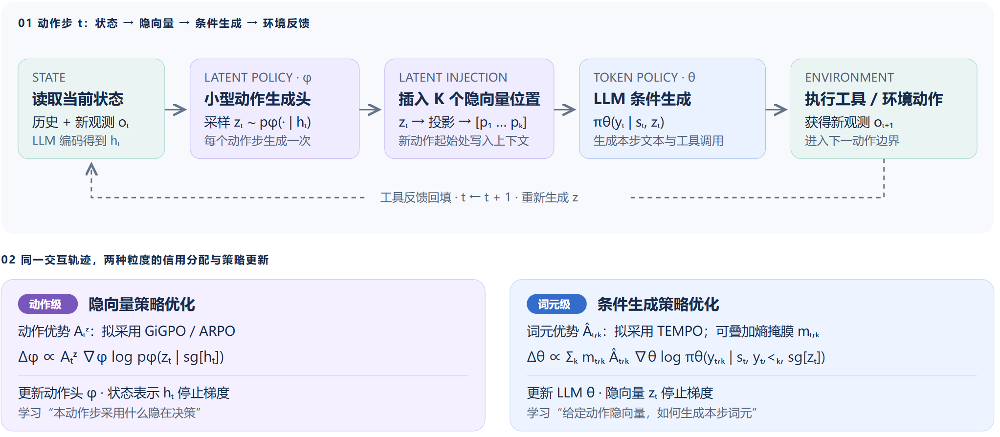 01 动作步 t：状态 → 隐向量 → 条件生成 → 环境反馈
STATE
读取当前状态
历史 + 新观测 oₜ
LLM 编码得到 hₜ
LATENT POLICY · φ
小型动作生成头
采样 zₜ ~ pφ(· | hₜ)
每个动作步生成一次
LATENT INJECTION
插入 K 个隐向量位置
zₜ → 投影 → [p₁ … pₖ]
新动作起始处写入上下文
TOKEN POLICY · θ
LLM 条件生成
πθ(yₜ | sₜ, zₜ)
生成本步文本与工具调用
ENVIRONMENT
执行工具 / 环境动作
获得新观测 oₜ₊₁
进入下一动作边界
工具反馈回填 · t ← t + 1 · 重新生成 z
02 同一交互轨迹，两种粒度的信用分配与策略更新
动作级
隐向量策略优化
动作优势 Aₜᶻ：拟采用 GiGPO / ARPO
Δφ ∝ Aₜᶻ ∇φ log pφ(zₜ | sg[hₜ])
更新动作头 φ · 状态表示 hₜ 停止梯度
学习“本动作步采用什么隐在决策”
词元级
条件生成策略优化
词元优势 Âₜ,ₖ：拟采用 TEMPO；可叠加熵掩膜 mₜ,ₖ
Δθ ∝ Σₖ mₜ,ₖ Âₜ,ₖ ∇θ log πθ(yₜ,ₖ | sₜ, yₜ,<ₖ, sg[zₜ])
更新 LLM θ · 隐向量 zₜ 停止梯度
学习“给定动作隐向量，如何生成本步词元”